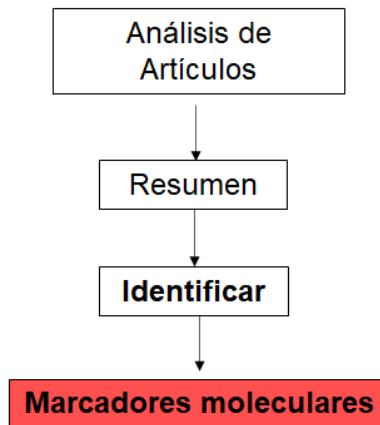 Análisis de
Artículos
Resumen
Identificar
Marcadores moleculares